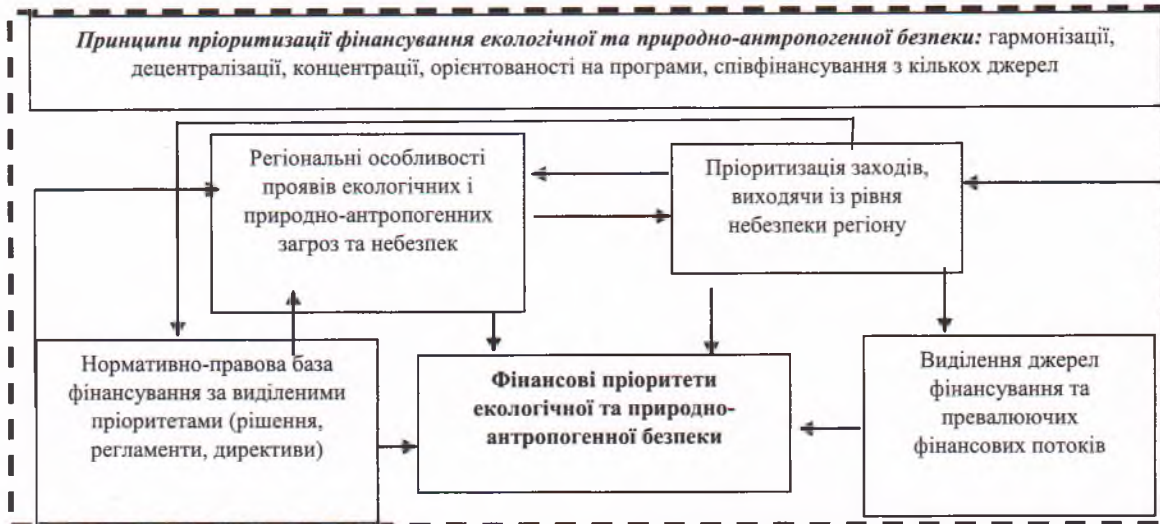 Принципи пріоритизації фінансування екологічної та природно-антропогенної безпеки: гармонізації,
децентралізації, концентрації, орієнтованості на програми, співфінансування з кількох джерел
Регіональні особливості
проявів екологічних і
природно-антропогенних
загроз та небезпек
Пріоритизація заходів,
виходячи із рівня
небезпеки регіону
Нормативно-правова база
фінансування за виділеними
пріоритетами (рішення,
регламенти, директиви)
Фінансові пріоритети
екологічної та природно-
антропогенної безпеки
Виділення джерел
фінансування та
превалюючих
фінансових потоків